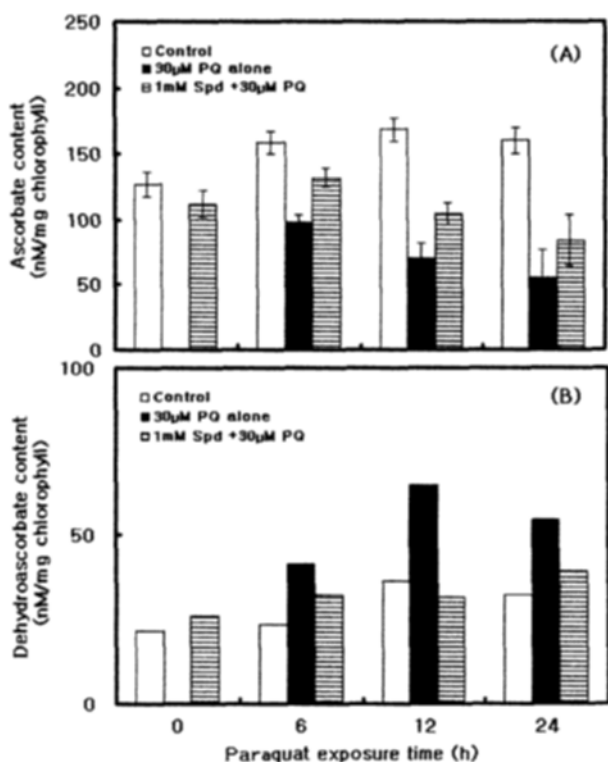 250
200
150
100
50
0
Ascorbate content
(nM/mg chlorophyll)
Control
30μM PQ alone
1mM Spd +30μM PQ
(A)
100
50
0
Dehydroascorbate content
(nM/mg chlorophyll)
Control
30μM PQ alone
1mM Spd +30μM PQ
(B)
0 6 12 24
Paraquat exposure time (h)